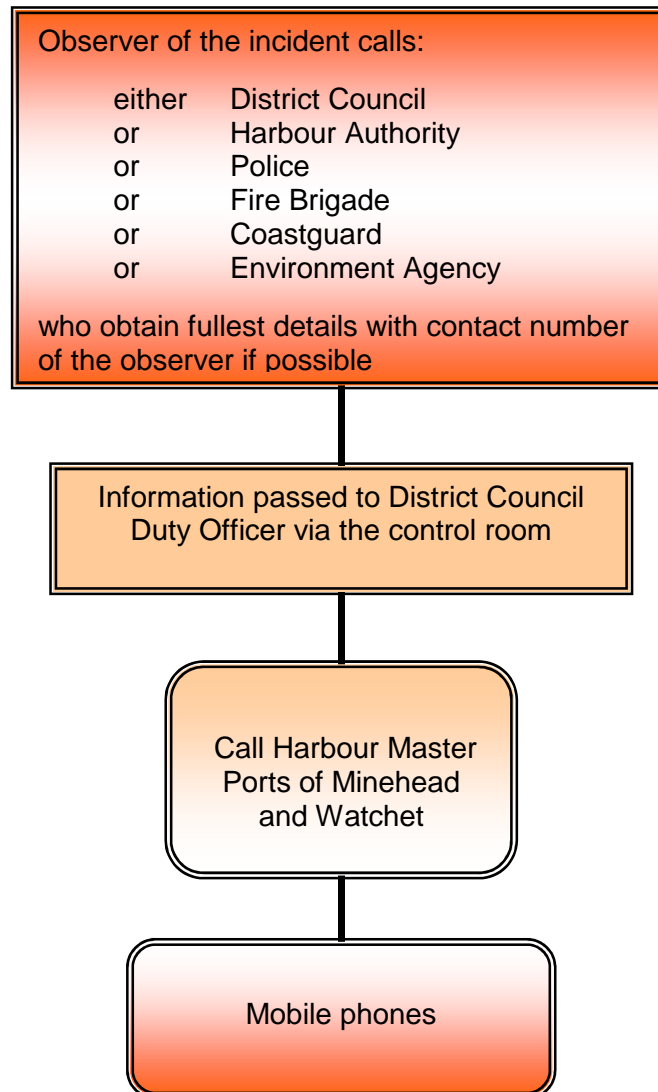 Observer of the incident calls:
either District Council
or Harbour Authority
or Police
or Fire Brigade
or Coastguard
or Environment Agency
who obtain fullest details with contact number
of the observer if possible
Information passed to District Council
Duty Officer via the control room
Call Harbour Master
Ports of Minehead
and Watchet
Mobile phones